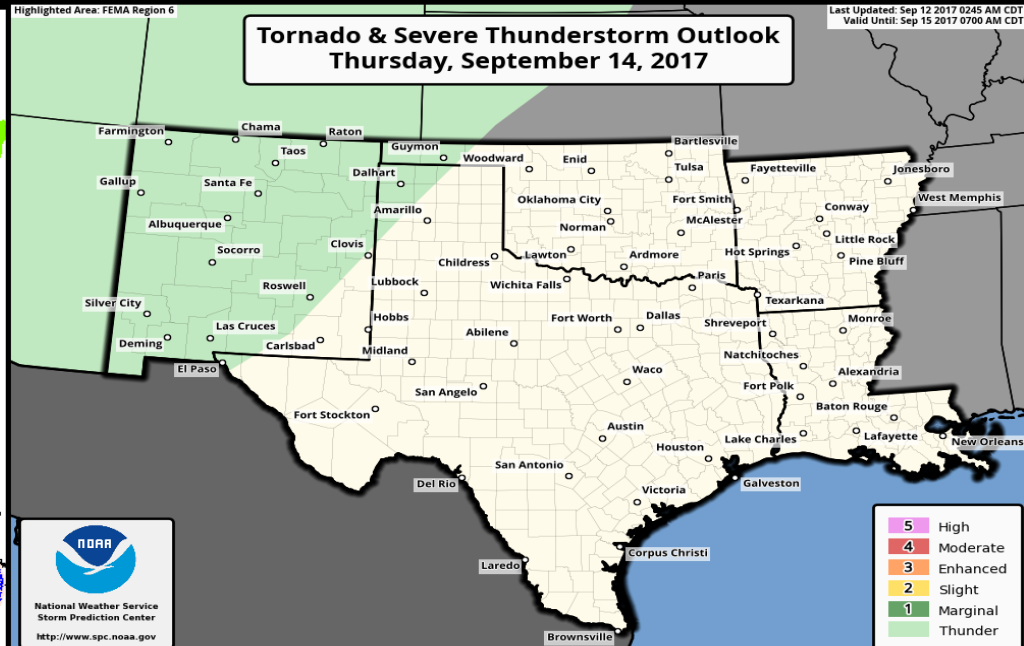 Highlighted Area: FEMA Region 6
Last Updated: Sep 12 2017 0245 AM CDT
Valid Until: Sep 15 2017 0700 AM CDT
Tornado & Severe Thunderstorm Outlook
Thursday, September 14, 2017
Farmington
Chama
Raton
Taos
Guymon
Woodward
Enid
Bartlesville
Tulsa
Fayetteville
Jonesboro
Gallup
Santa Fe
Dalhart
West Memphis
Albuquerque
Amarillo
Oklahoma City
Fort Smith
Conway
Norman
McAlester
Socorro
Clovis
Childress
Lawton
Ardmore
Hot Springs
Little Rock
Pine Bluff
Roswell
Lubbock
Wichita Falls
Paris
Texarkana
Silver City
Las Cruces
Hobbs
Abilene
Fort Worth
Dallas
Shreveport
Monroe
Deming
Carlsbad
Midland
Natchitoches
El Paso
San Angelo
Waco
Fort Polk
Alexandria
Fort Stockton
Austin
Baton Rouge
Houston
Lake Charles
Lafayette
New Orleans
San Antonio
Del Rio
Victoria
Galveston
Laredo
Corpus Christi
Brownsville
NOAA
National Weather Service
Storm Prediction Center
http://www.spc.noaa.gov
5 High
4 Moderate
3 Enhanced
2 Slight
1 Marginal
Thunder